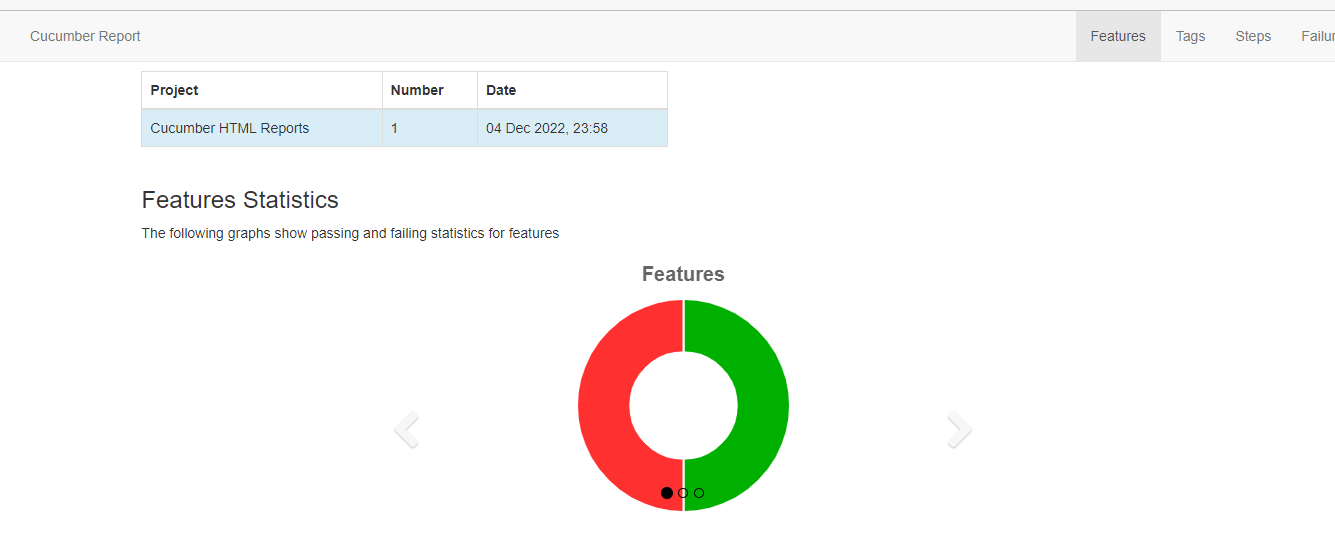 Cucumber Report Features Tags Steps
Project Number Date
Cucumber HTML Reports 1 04 Dec 2022, 23:58
Features Statistics
The following graphs show passing and failing statistics for features
Features